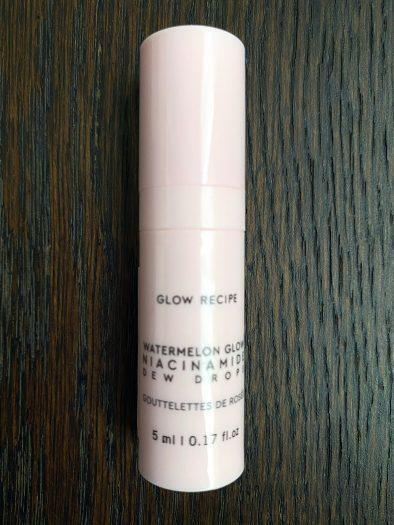 GLOW RECIPE
WATERMELON GLOW
NIACINAMIDE
DEW DROPS
GOUTTELETTES DE ROSÉE
5 ml | 0.17 fl.oz